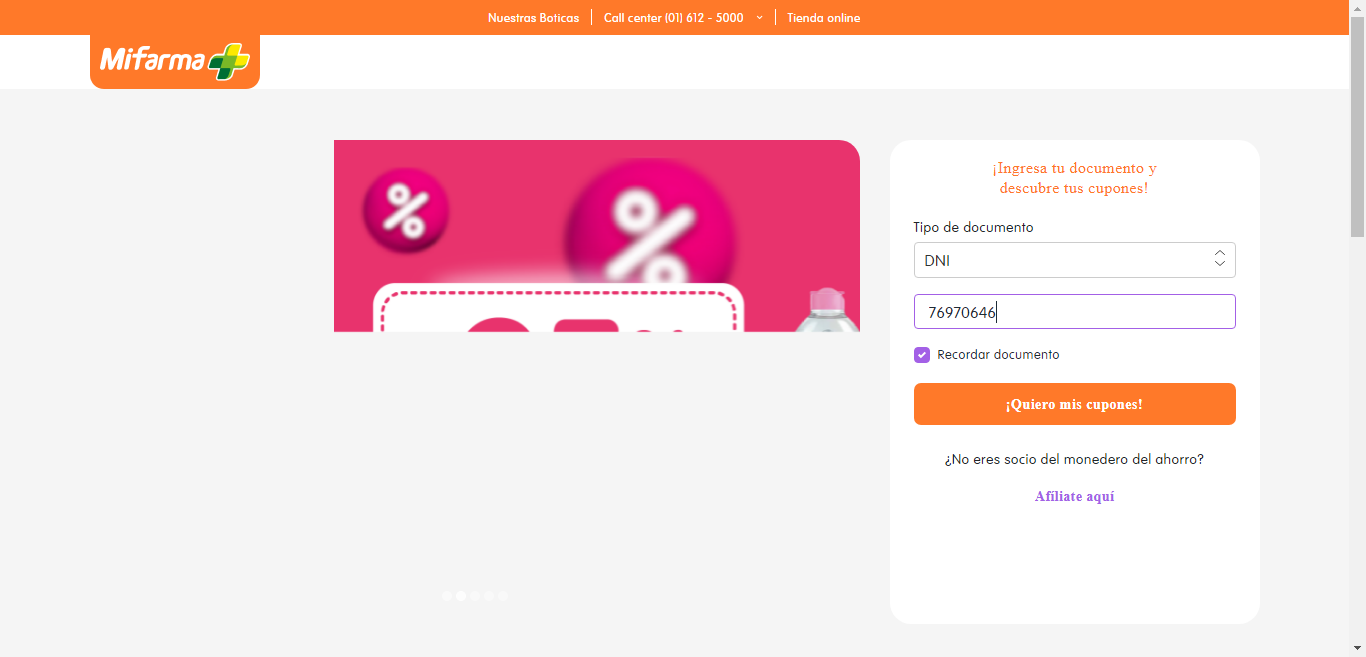 Nuestras Boticas
Call center (01) 612 - 5000
Tienda online
Mifarma
¡Ingresa tu documento y
descubre tus cupones!
Tipo de documento
DNI
76970646
Recordar documento
¡Quiero mis cupones!
¿No eres socio del monedero del ahorro?
Afíliate aquí